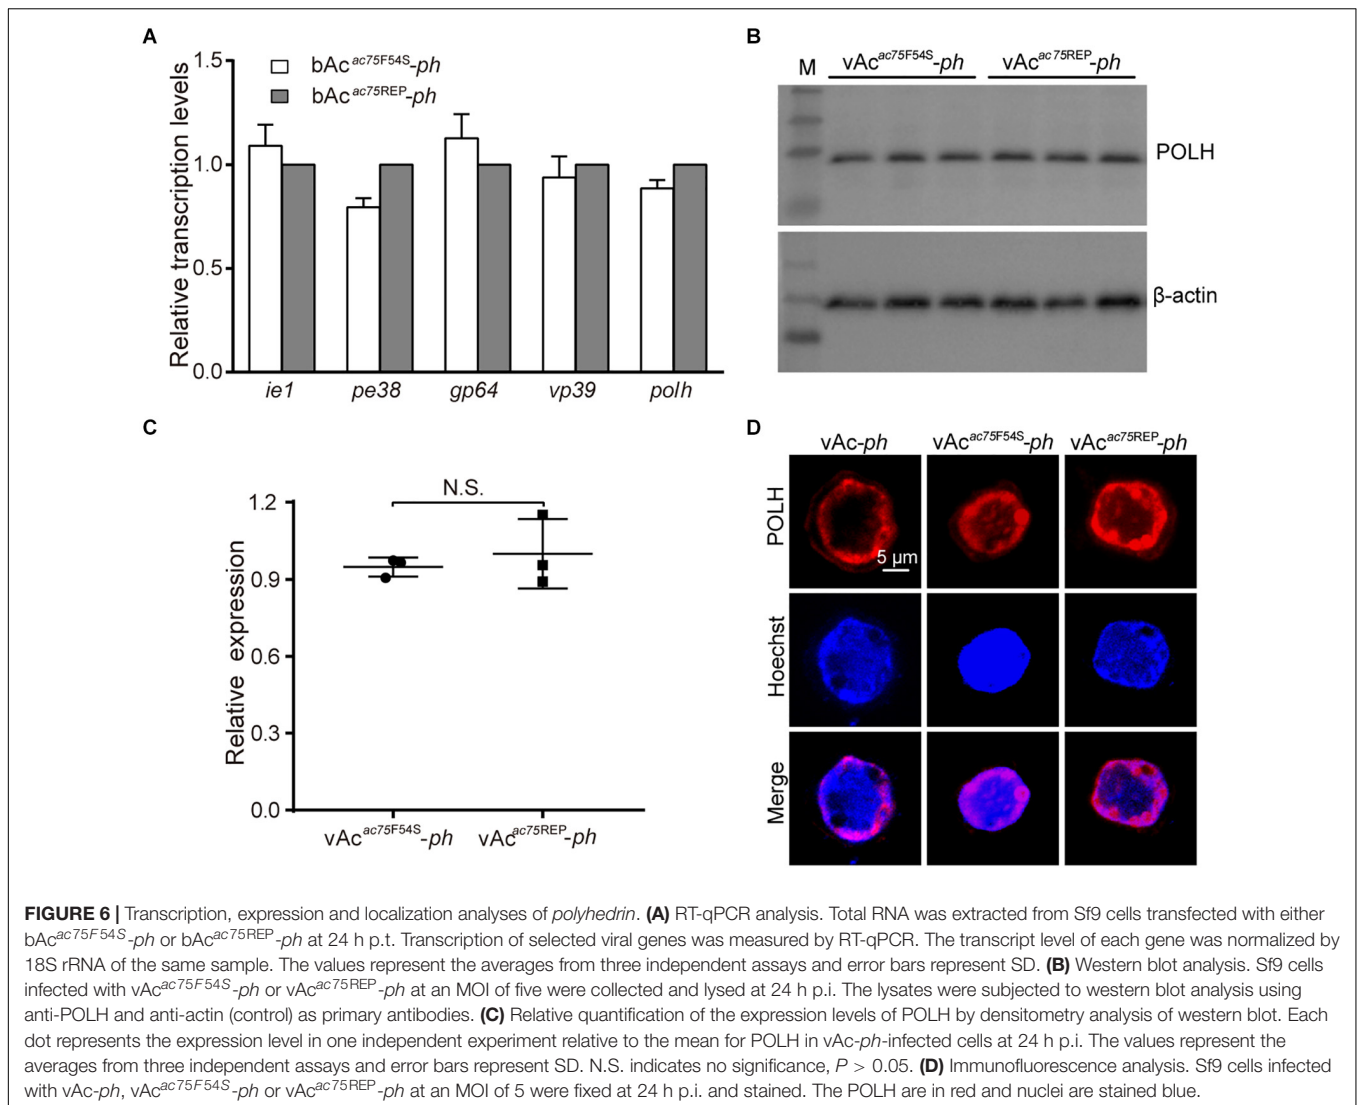 A
1.5
1.0
0.5
0.0
Relative transcription levels
bAc^ac75F54S-ph
bAc^ac75REP-ph
ie1 pe38 gp64 vp39 polh
B
M vAc^ac75F54S-ph vAc^ac75REP-ph
POLH
β-actin
C
N.S.
1.2
0.9
0.6
0.3
0.0
Relative expression
vAc^ac75F54S-ph vAc^ac75REP-ph
D
vAc-ph vAc^ac75F54S-ph vAc^ac75REP-ph
POLH
5 µm
Hoechst
Merge
FIGURE 6 | Transcription, expression and localization analyses of polyhedrin. (A) RT-qPCR analysis. Total RNA was extracted from Sf9 cells transfected with either
bAc^ac75F54S-ph or bAc^ac75REP-ph at 24 h p.t. Transcription of selected viral genes was measured by RT-qPCR. The transcript level of each gene was normalized by
18S rRNA of the same sample. The values represent the averages from three independent assays and error bars represent SD. (B) Western blot analysis. Sf9 cells
infected with vAc^ac75F54S-ph or vAc^ac75REP-ph at an MOI of five were collected and lysed at 24 h p.i. The lysates were subjected to western blot analysis using
anti-POLH and anti-actin (control) as primary antibodies. (C) Relative quantification of the expression levels of POLH by densitometry analysis of western blot. Each
dot represents the expression level in one independent experiment relative to the mean for POLH in vAc-ph-infected cells at 24 h p.i. The values represent the
averages from three independent assays and error bars represent SD. N.S. indicates no significance, P > 0.05. (D) Immunofluorescence analysis. Sf9 cells infected
with vAc-ph, vAc^ac75F54S-ph or vAc^ac75REP-ph at an MOI of 5 were fixed at 24 h p.i. and stained. The POLH are in red and nuclei are stained blue.